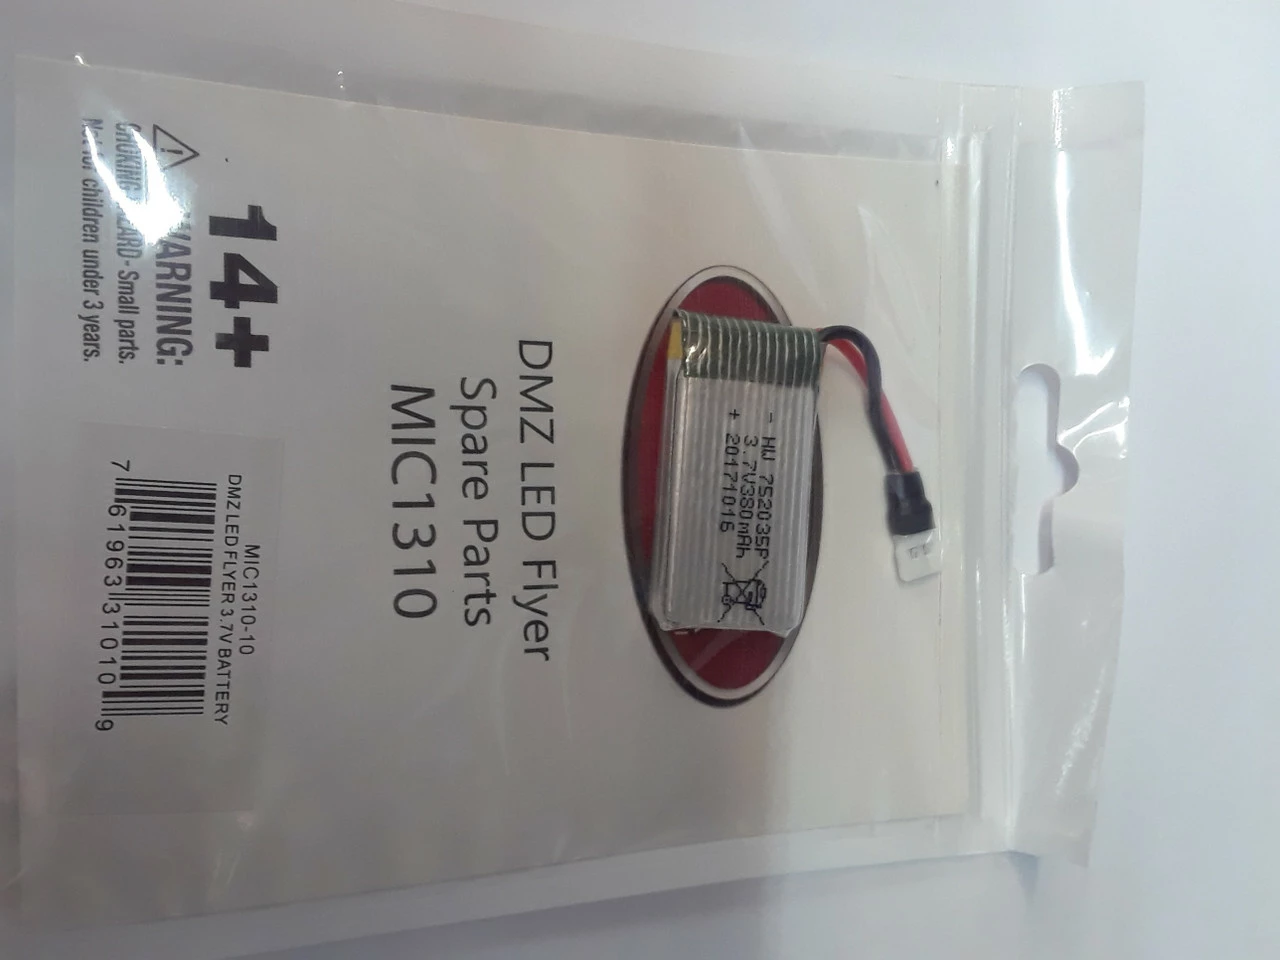 - HW 752035P
3.7V380mAh
+ 20171016
DMZ LED Flyer
Spare Parts
MIC1310
14+
WARNING:
CHOKING HAZARD - Small parts.
Not for children under 3 years.
MIC1310-10
DMZ LED FLYER 3.7V BATTERY
7 61963 31010 9